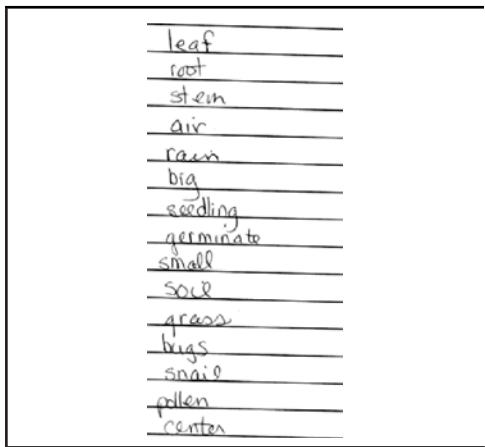 leaf
root
stem
air
rain
big
seedling
germinate
small
soil
grass
bugs
snail
pollen
center